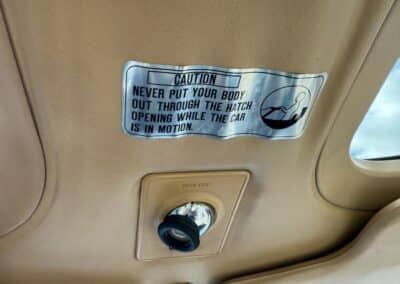 CAUTION
NEVER PUT YOUR BODY
OUT THROUGH THE HATCH
OPENING WHILE THE CAR
IS IN MOTION.